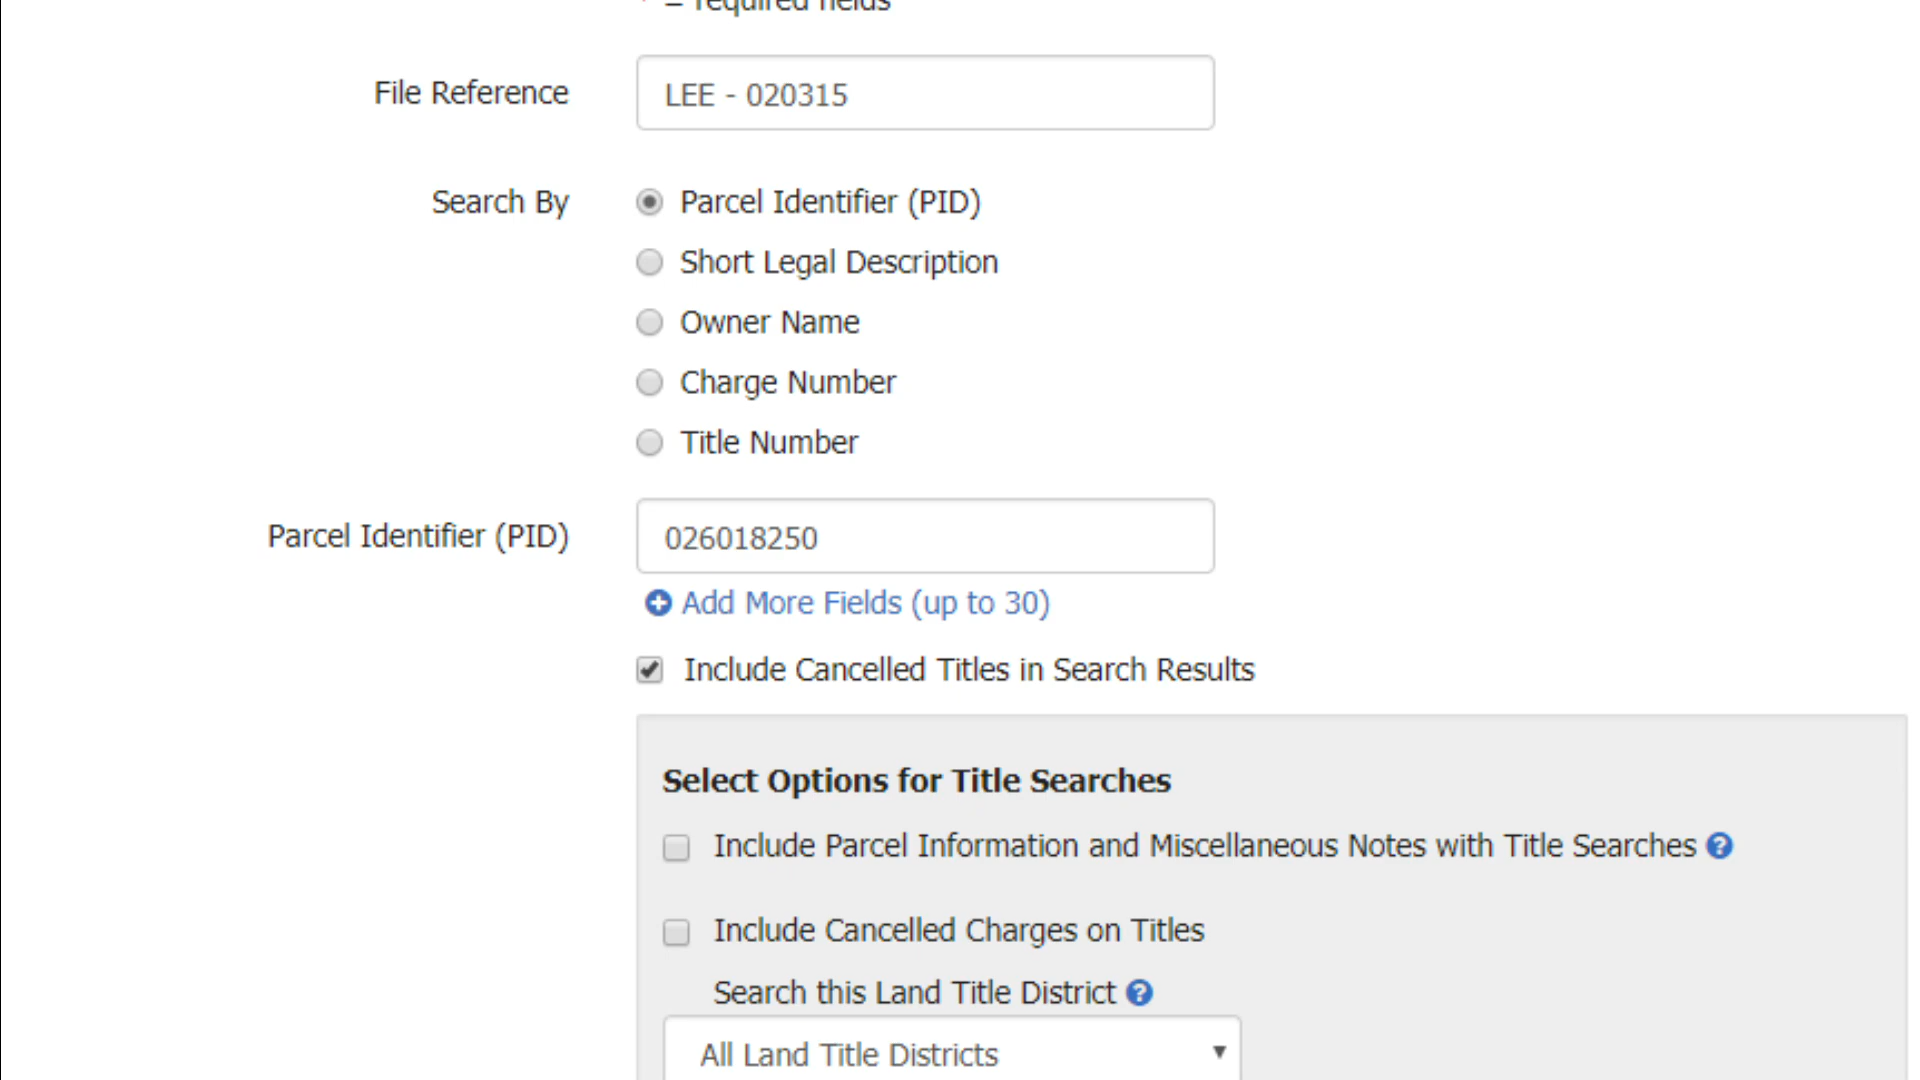 * = required fields
File Reference
LEE - 020315
Search By
Parcel Identifier (PID)
Short Legal Description
Owner Name
Charge Number
Title Number
Parcel Identifier (PID)
026018250
Add More Fields (up to 30)
Include Cancelled Titles in Search Results
Select Options for Title Searches
Include Parcel Information and Miscellaneous Notes with Title Searches ?
Include Cancelled Charges on Titles
Search this Land Title District ?
All Land Title Districts